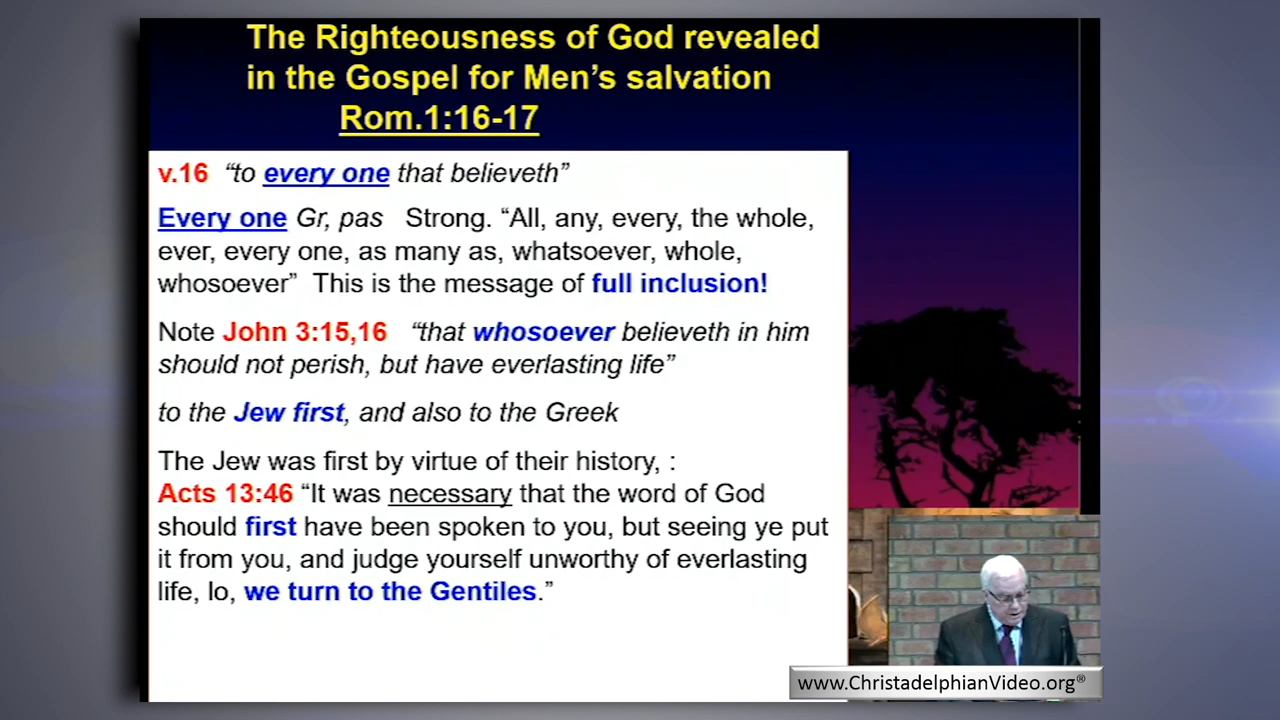 The Righteousness of God revealed
in the Gospel for Men's salvation
Rom.1:16-17
v.16 “to every one that believeth”
Every one Gr, pas Strong. “All, any, every, the whole,
ever, every one, as many as, whatsoever, whole,
whosoever” This is the message of full inclusion!
Note John 3:15,16 “that whosoever believeth in him
should not perish, but have everlasting life”
to the Jew first, and also to the Greek
The Jew was first by virtue of their history, :
Acts 13:46 “It was necessary that the word of God
should first have been spoken to you, but seeing ye put
it from you, and judge yourself unworthy of everlasting
life, lo, we turn to the Gentiles.”
www.ChristadelphianVideo.org®